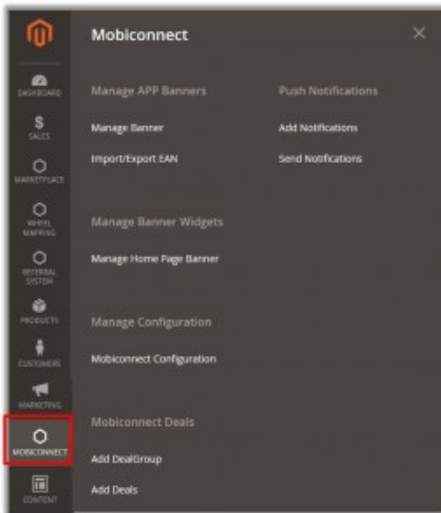 Mobiconnect
DASHBOARD
Manage APP Banners
Push Notifications
Manage Banner
Add Notifications
Import/Export EAN
Send Notifications
$
SALES
MARKETPLACE
WHEEL
MAPPING
Manage Banner Widgets
Manage Home Page Banner
REFERRAL
SYSTEM
PRODUCTS
Manage Configuration
Mobiconnect Configuration
CUSTOMERS
MARKETING
Mobiconnect Deals
MOBICONNECT
Add DealGroup
Add Deals
CONTENT